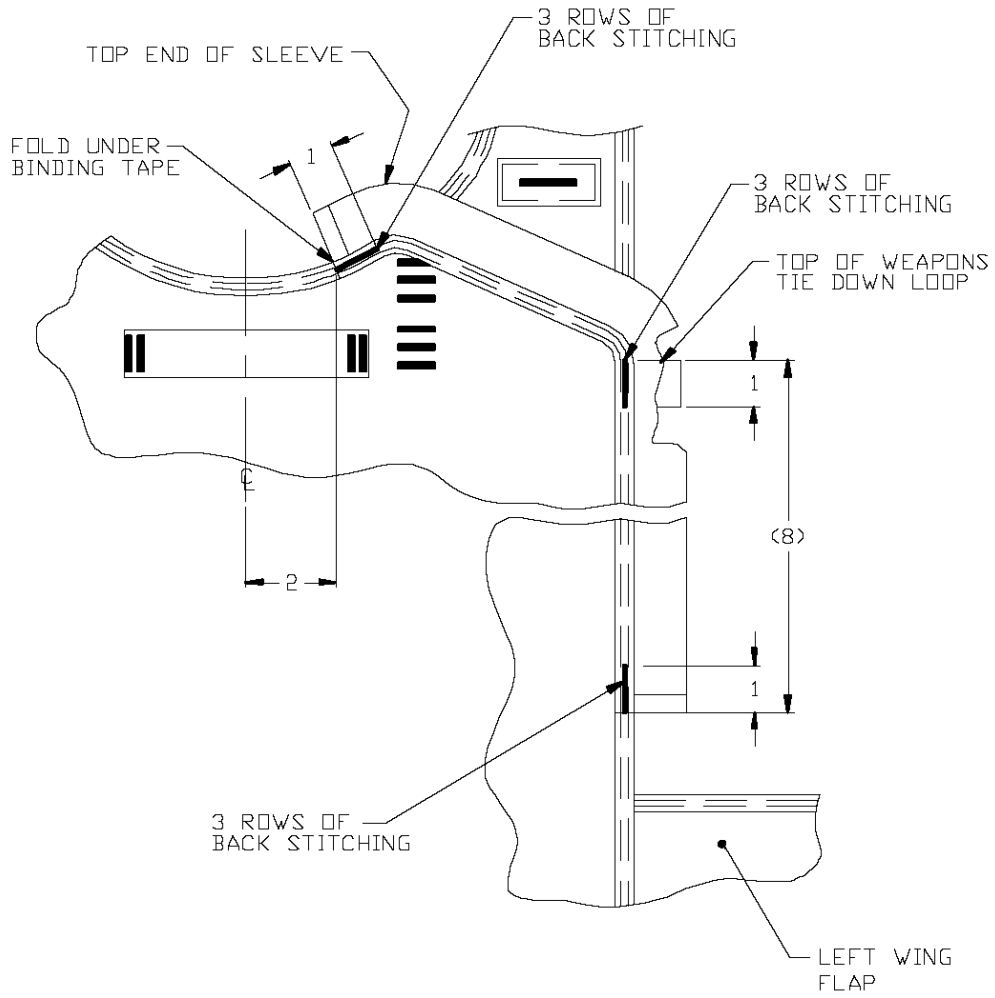 3 ROWS OF
BACK STITCHING
TOP END OF SLEEVE
FOLD UNDER
BINDING TAPE
1
3 ROWS OF
BACK STITCHING
TOP OF WEAPONS
TIE DOWN LOOP
1
℄
(8)
2
1
3 ROWS OF
BACK STITCHING
LEFT WING
FLAP